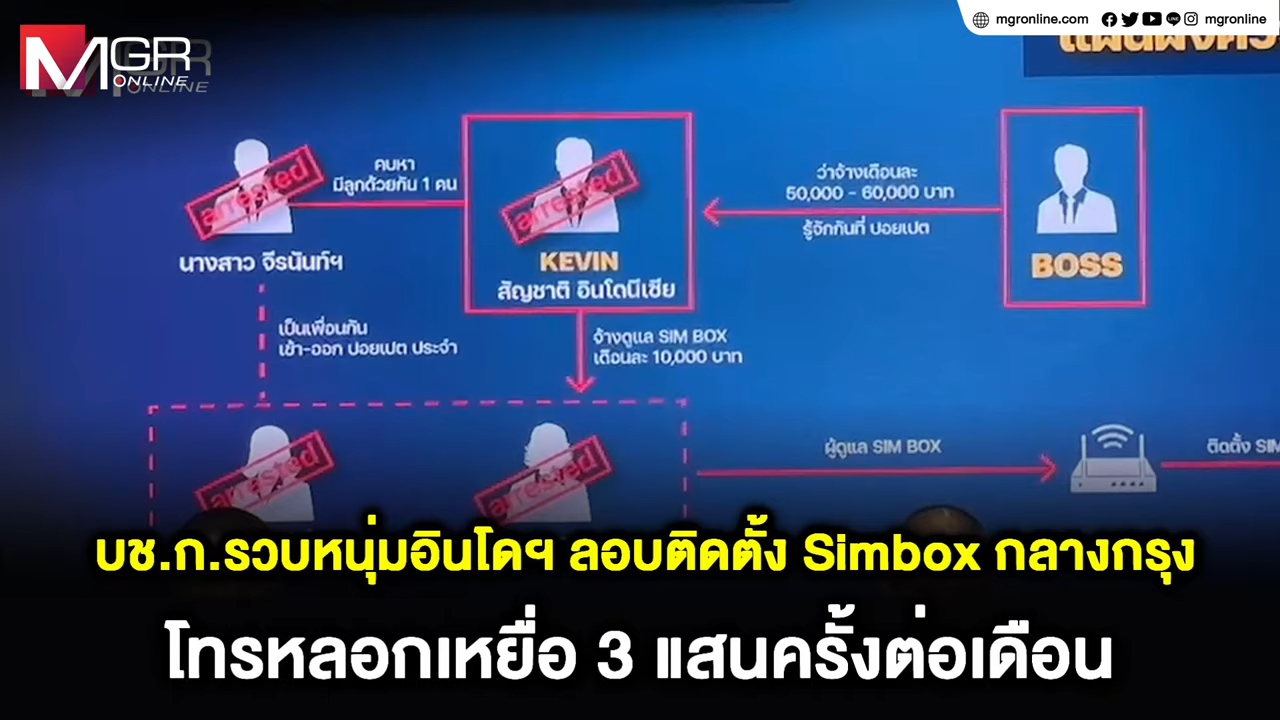 MGR
ONLINE
mgronline.com
mgronline
คบหา
มีลูกด้วยกัน 1 คน
ว่าจ้างเดือนละ
50,000 - 60,000 บาท
รู้จักกันที่ ปอยเปต
arrested
arrested
นางสาว จีรนันท์ฯ
KEVIN
สัญชาติ อินโดนีเซีย
BOSS
เป็นเพื่อนกัน
เข้า-ออก ปอยเปต ประจำ
จ้างดูแล SIM BOX
เดือนละ 10,000 บาท
arrested
arrested
ผู้ดูแล SIM BOX
ติดตั้ง
บช.ก.รวบหนุ่มอินโดฯ ลอบติดตั้ง Simbox กลางกรุง
โทรหลอกเหยื่อ 3 แสนครั้งต่อเดือน